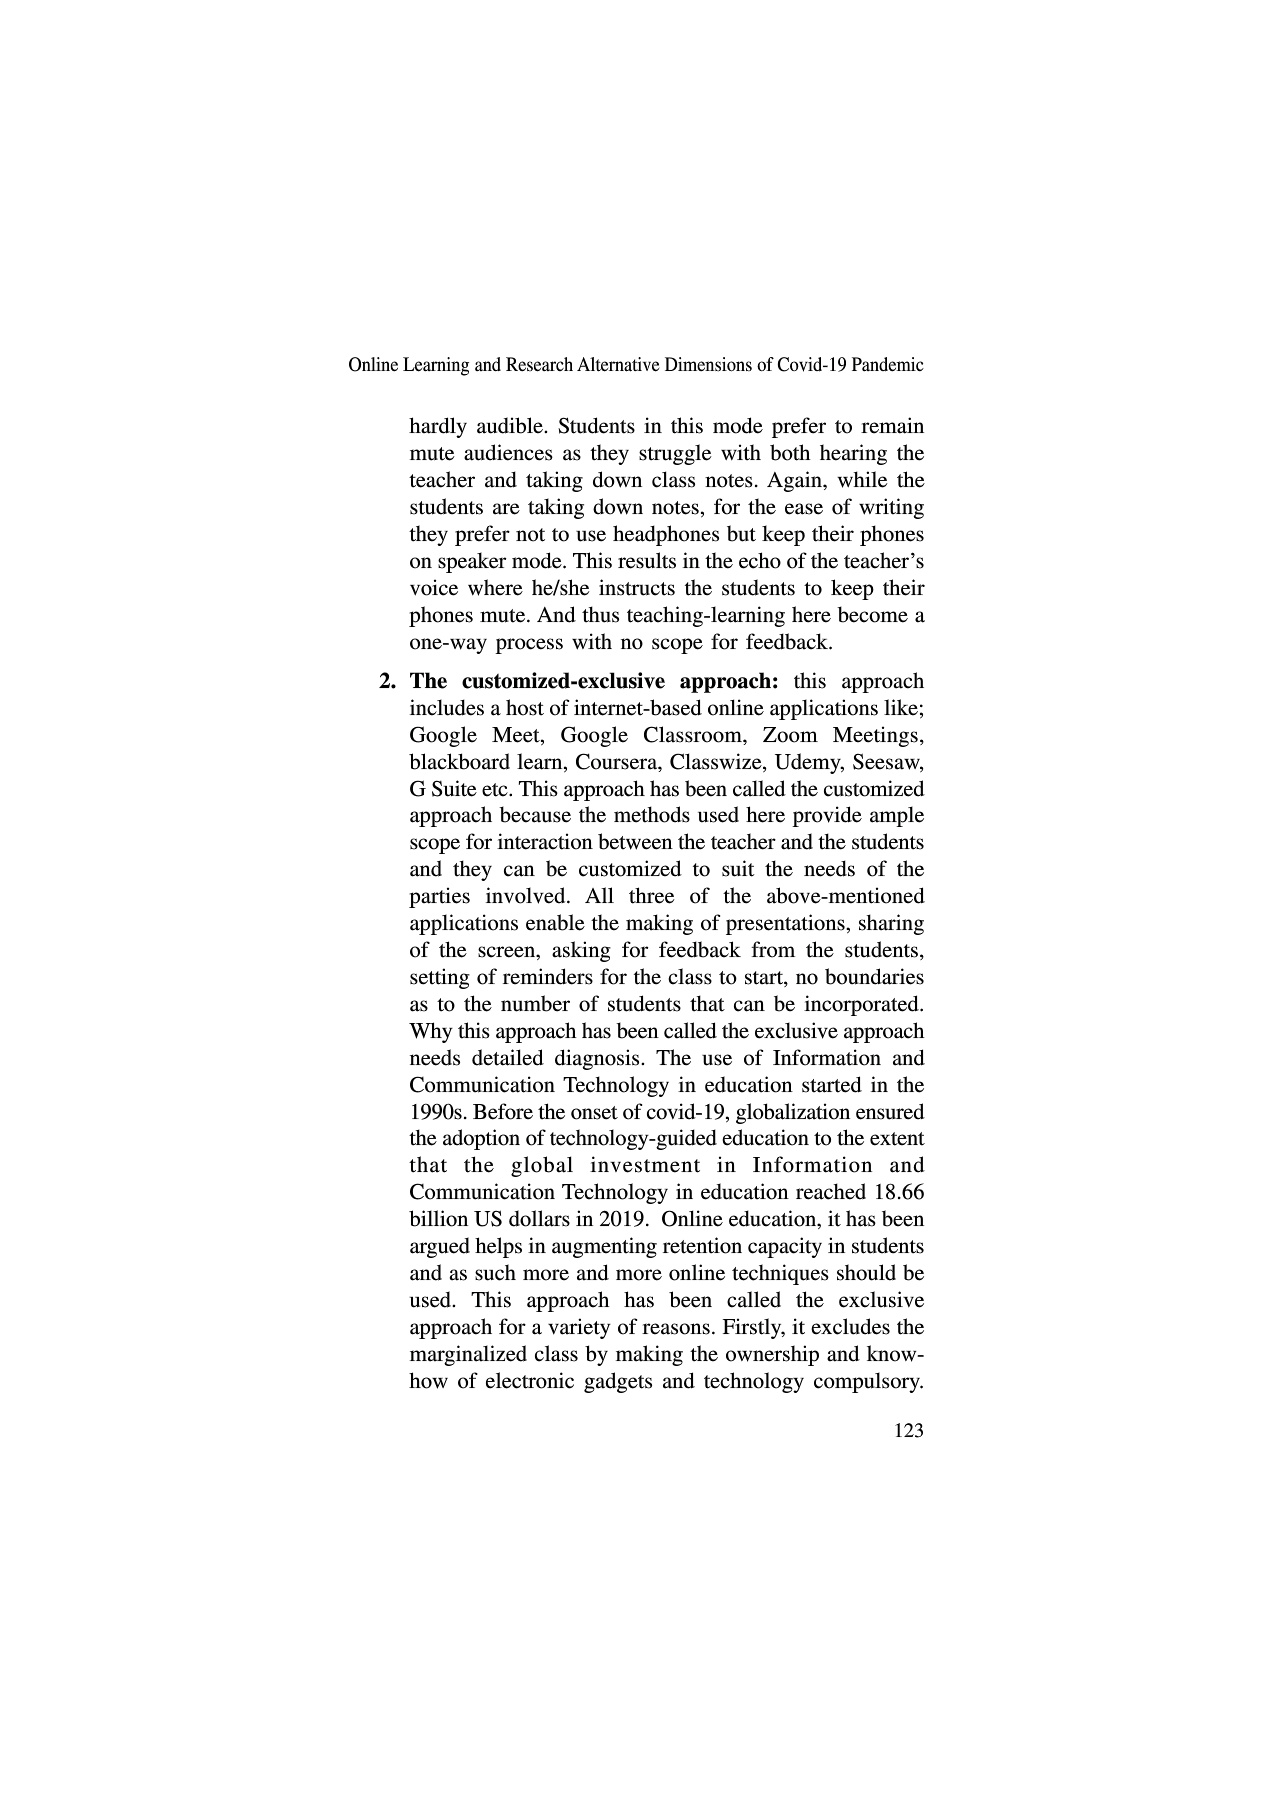 Online Learning and Research Alternative Dimensions of Covid-19 Pandemic
hardly audible. Students in this mode prefer to remain
mute audiences as they struggle with both hearing the
teacher and taking down class notes. Again, while the
students are taking down notes, for the ease of writing
they prefer not to use headphones but keep their phones
on speaker mode. This results in the echo of the teacher’s
voice where he/she instructs the students to keep their
phones mute. And thus teaching-learning here become a
one-way process with no scope for feedback.
2. The customized-exclusive approach: this approach
includes a host of internet-based online applications like;
Google Meet, Google Classroom, Zoom Meetings,
blackboard learn, Coursera, Classwize, Udemy, Seesaw,
G Suite etc. This approach has been called the customized
approach because the methods used here provide ample
scope for interaction between the teacher and the students
and they can be customized to suit the needs of the
parties involved. All three of the above-mentioned
applications enable the making of presentations, sharing
of the screen, asking for feedback from the students,
setting of reminders for the class to start, no boundaries
as to the number of students that can be incorporated.
Why this approach has been called the exclusive approach
needs detailed diagnosis. The use of Information and
Communication Technology in education started in the
1990s. Before the onset of covid-19, globalization ensured
the adoption of technology-guided education to the extent
that the global investment in Information and
Communication Technology in education reached 18.66
billion US dollars in 2019. Online education, it has been
argued helps in augmenting retention capacity in students
and as such more and more online techniques should be
used. This approach has been called the exclusive
approach for a variety of reasons. Firstly, it excludes the
marginalized class by making the ownership and know-
how of electronic gadgets and technology compulsory.
123